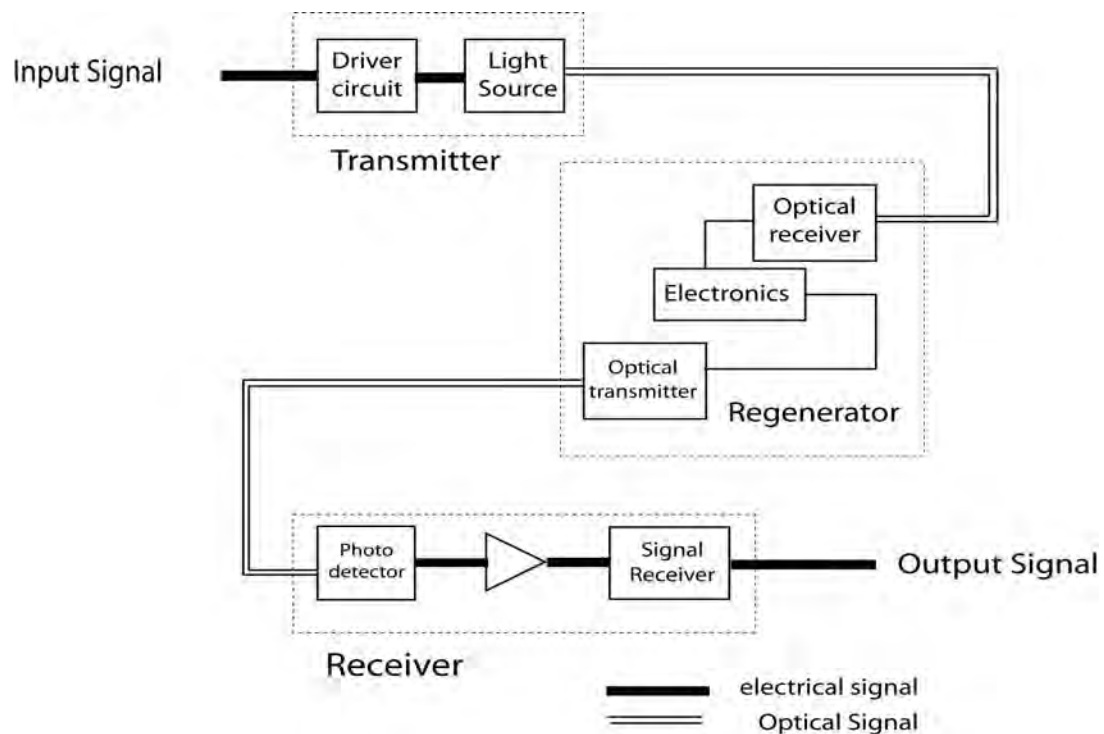 Input Signal
Driver
circuit
Light
Source
Transmitter
Optical
receiver
Electronics
Optical
transmitter
Regenerator
Photo
detector
Signal
Receiver
Output Signal
Receiver
electrical signal
Optical Signal